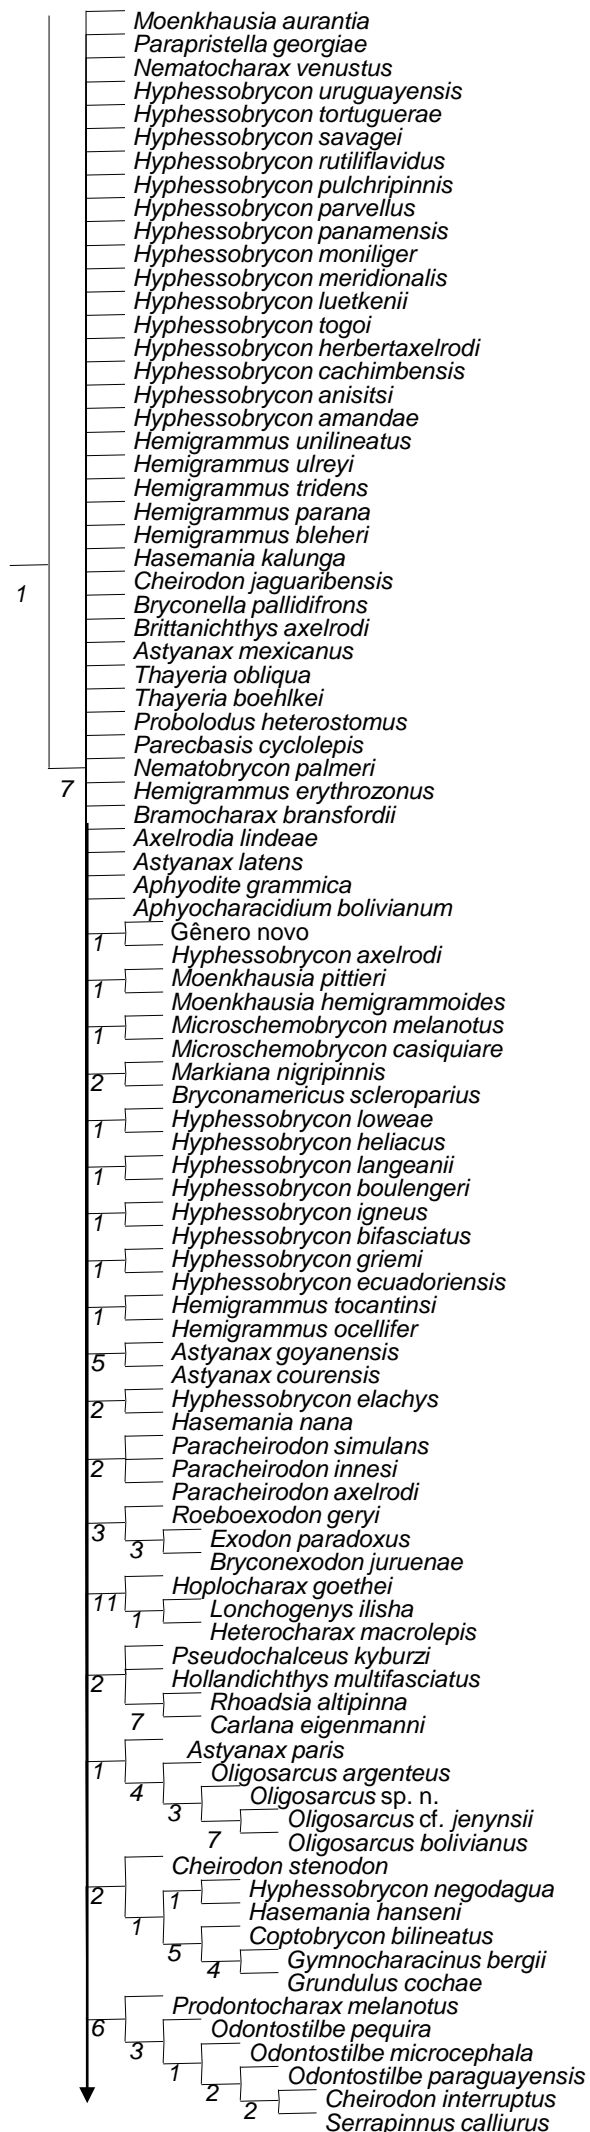 Moenkhausia aurantia
Parapristella georgiae
Nematocharax venustus
Hyphessobrycon uruguayensis
Hyphessobrycon tortuguerae
Hyphessobrycon savagei
Hyphessobrycon rutiliflavidus
Hyphessobrycon pulchripinnis
Hyphessobrycon parvellus
Hyphessobrycon panamensis
Hyphessobrycon moniliger
Hyphessobrycon meridionalis
Hyphessobrycon luetkenii
Hyphessobrycon togoi
Hyphessobrycon herbertaxelrodi
Hyphessobrycon cachimbensis
Hyphessobrycon anisitsi
Hyphessobrycon amandae
Hemigrammus unilineatus
Hemigrammus ulreyi
Hemigrammus tridens
Hemigrammus parana
Hemigrammus bleheri
Hasemania kalunga
Cheirodon jaguaribensis
1
Bryconella pallidifrons
Brittanichthys axelrodi
Astyanax mexicanus
Thayeria obliqua
Thayeria boehlkei
Probolodus heterostomus
Parecbasis cyclolepis
Nematobrycon palmeri
7
Hemigrammus erythrozonus
Bramocharax bransfordii
Axelrodia lindeae
Astyanax latens
Aphyodite grammica
Aphyocharacidium bolivianum
Gênero novo
1
Hyphessobrycon axelrodi
Moenkhausia pittieri
1
Moenkhausia hemigrammoides
Microschemobrycon melanotus
1
Microschemobrycon casiquiare
Markiana nigripinnis
2
Bryconamericus scleroparius
Hyphessobrycon loweae
1
Hyphessobrycon heliacus
Hyphessobrycon langeanii
1
Hyphessobrycon boulengeri
Hyphessobrycon igneus
1
Hyphessobrycon bifasciatus
Hyphessobrycon griemi
1
Hyphessobrycon ecuadoriensis
Hemigrammus tocantinsi
1
Hemigrammus ocellifer
Astyanax goyanensis
5
Astyanax courensis
Hyphessobrycon elachys
2
Hasemania nana
Paracheirodon simulans
2
Paracheirodon innesi
Paracheirodon axelrodi
Roeboexodon geryi
3
Exodon paradoxus
3
Bryconexodon juruenae
Hoplocharax goethei
11
Lonchogenys ilisha
1
Heterocharax macrolepis
Pseudochalceus kyburzi
2
Hollandichthys multifasciatus
Rhoadsia altipinna
7
Carlana eigenmanni
Astyanax paris
1
Oligosarcus argenteus
4
Oligosarcus sp. n.
3
Oligosarcus cf. jenynsii
7
Oligosarcus bolivianus
Cheirodon stenodon
2
Hyphessobrycon negodagua
1
Hasemania hanseni
1
Coptobrycon bilineatus
5
Gymnocharacinus bergii
4
Grundulus cochae
Prodontocharax melanotus
6
Odontostilbe pequira
3
Odontostilbe microcephala
1
Odontostilbe paraguayensis
2
Cheirodon interruptus
2
Serrapinnus calliurus